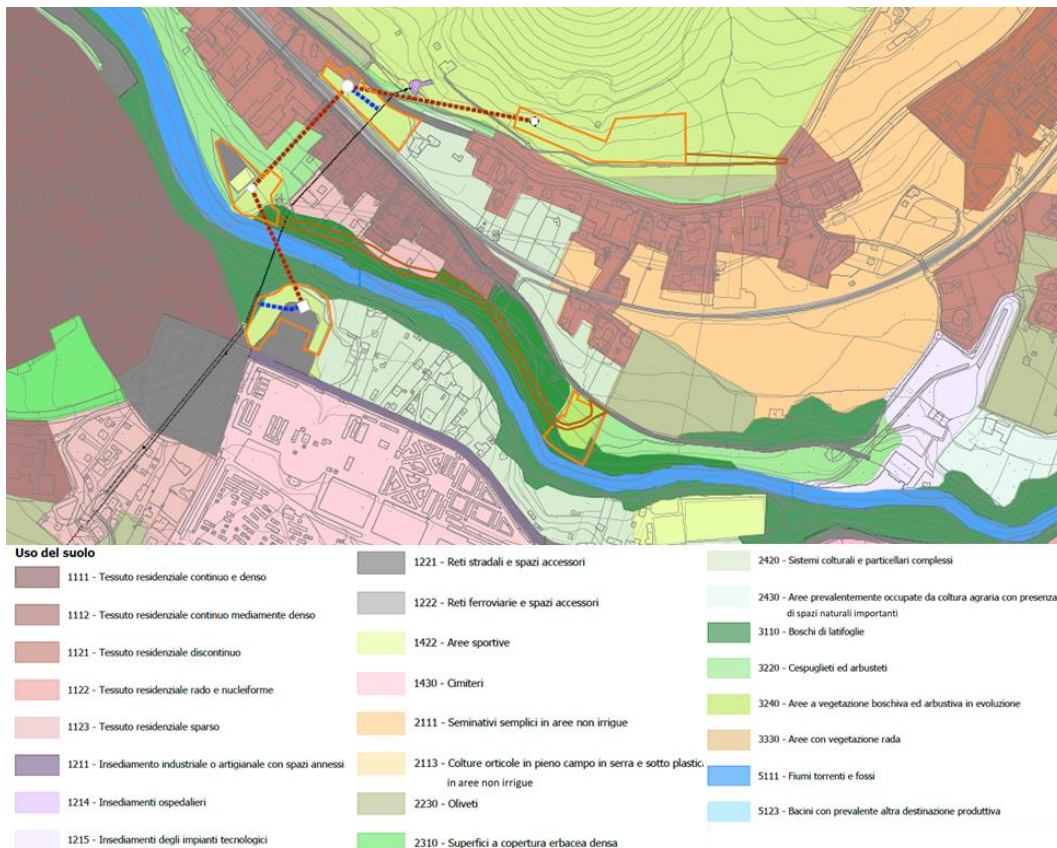 Uso del suolo
1111 - Tessuto residenziale continuo e denso
1112 - Tessuto residenziale continuo mediamente denso
1121 - Tessuto residenziale discontinuo
1122 - Tessuto residenziale rado e nucleiforme
1123 - Tessuto residenziale sparso
1211 - Insediamento industriale o artigianale con spazi annessi
1214 - Insediamenti ospedalieri
1215 - Insediamenti degli impianti tecnologici
1221 - Reti stradali e spazi accessori
1222 - Reti ferroviarie e spazi accessori
1422 - Aree sportive
1430 - Cimiteri
2111 - Seminativi semplici in aree non irrigue
2113 - Colture orticole in pieno campo in serra e sotto plastica
in aree non irrigue
2230 - Oliveti
2310 - Superfici a copertura erbacea densa
2420 - Sistemi colturali e particellari complessi
2430 - Aree prevalentemente occupate da coltura agraria con presenza
di spazi naturali importanti
3110 - Boschi di latifoglie
3220 - Cespuglieti ed arbusteti
3240 - Aree a vegetazione boschiva ed arbustiva in evoluzione
3330 - Aree con vegetazione rada
5111 - Fiumi torrenti e fossi
5123 - Bacini con prevalente altra destinazione produttiva